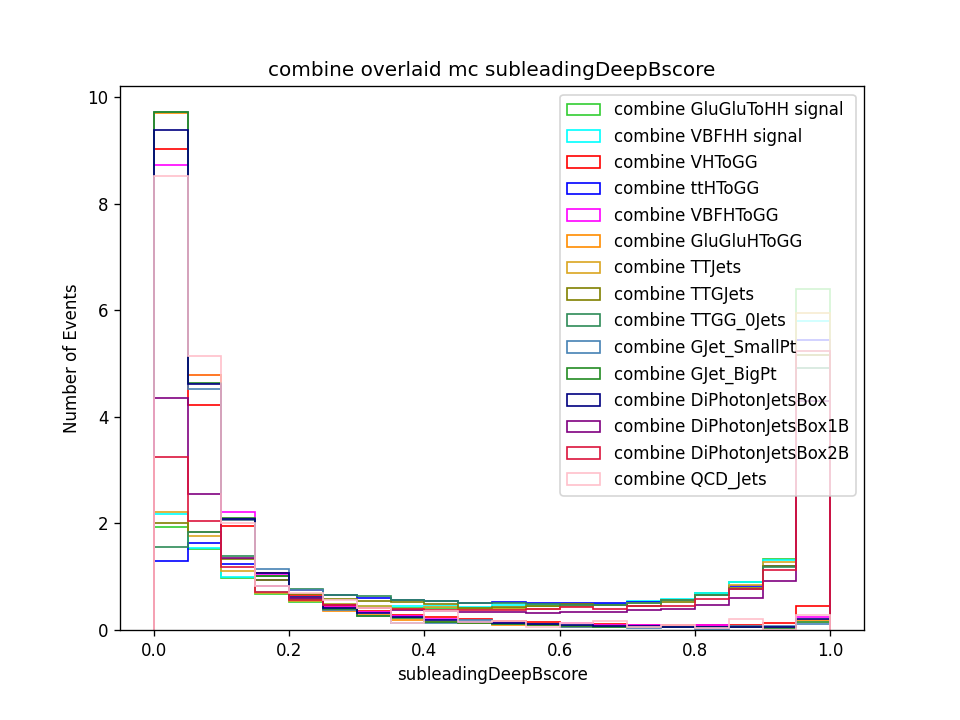 combine overlaid mc subleadingDeepBscore
10
8
6
4
2
0
Number of Events
combine GluGluToHH signal
combine VBFHH signal
combine VHToGG
combine ttHToGG
combine VBFHToGG
combine GluGluHToGG
combine TTJets
combine TTGJets
combine TTGG_0Jets
combine GJet_SmallPt
combine GJet_BigPt
combine DiPhotonJetsBox
combine DiPhotonJetsBox1B
combine DiPhotonJetsBox2B
combine QCD_Jets
0.0 0.2 0.4 0.6 0.8 1.0
subleadingDeepBscore